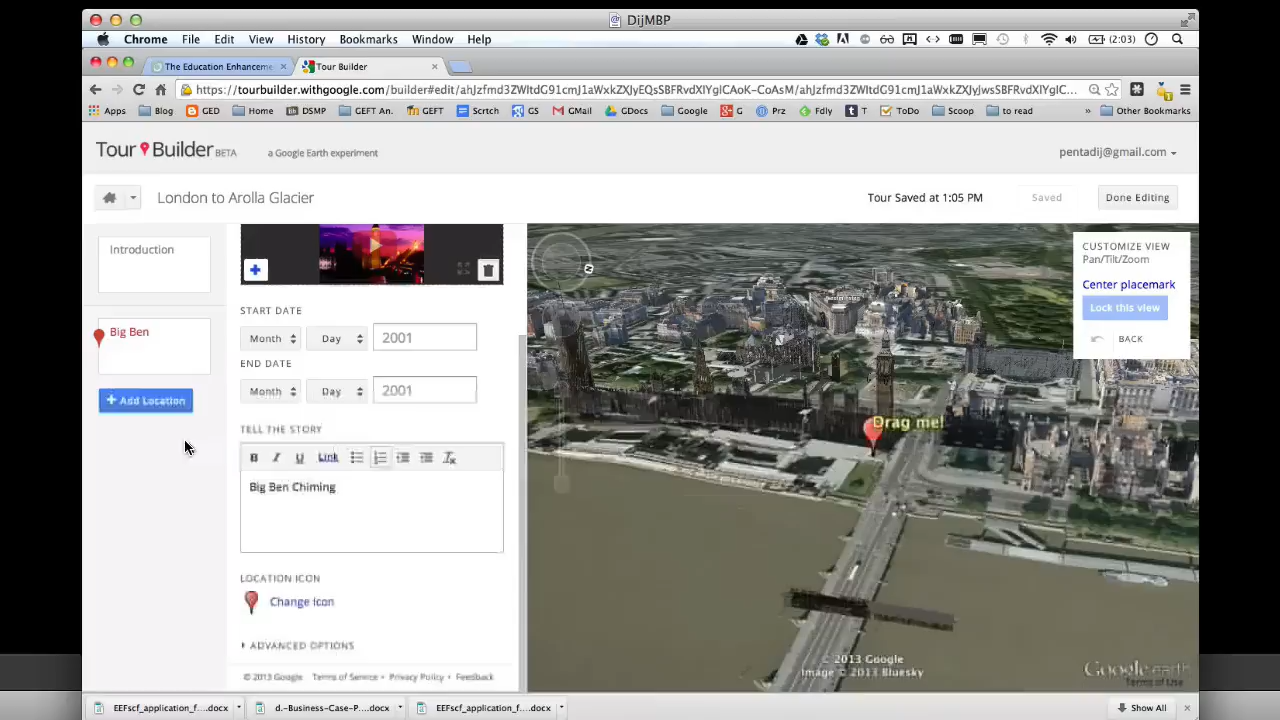 DijMBP
Chrome File Edit View History Bookmarks Window Help (2:03)
The Education Enhanceme Tour Builder
https://tourbuilder.withgoogle.com/builder#edit/
Apps Blog GED Home DSMP GEFT An. GEFT Scrtch GS GMail GDocs Google G Prz Fdly T ToDo Scoop to read » Other Bookmarks
Tour Builder BETA a Google Earth experiment pentadij@gmail.com
London to Arolla Glacier Tour Saved at 1:05 PM Saved Done Editing
Introduction
Big Ben
+ Add Location
START DATE
Month Day 2001
END DATE
Month Day 2001
TELL THE STORY
B I U Link
Big Ben Chiming
LOCATION ICON
Change Icon
ADVANCED OPTIONS
© 2013 Google Terms of Service • Privacy Policy • Feedback
CUSTOMIZE VIEW
Pan/Tilt/Zoom
Center placemark
Lock this view
BACK
Drag me!
© 2013 Google
Image © 2013 Bluesky
Google earth
Terms of Use
EEFscf_application_f....docx d.-Business-Case-P....docx EEFscf_application_f....docx Show All